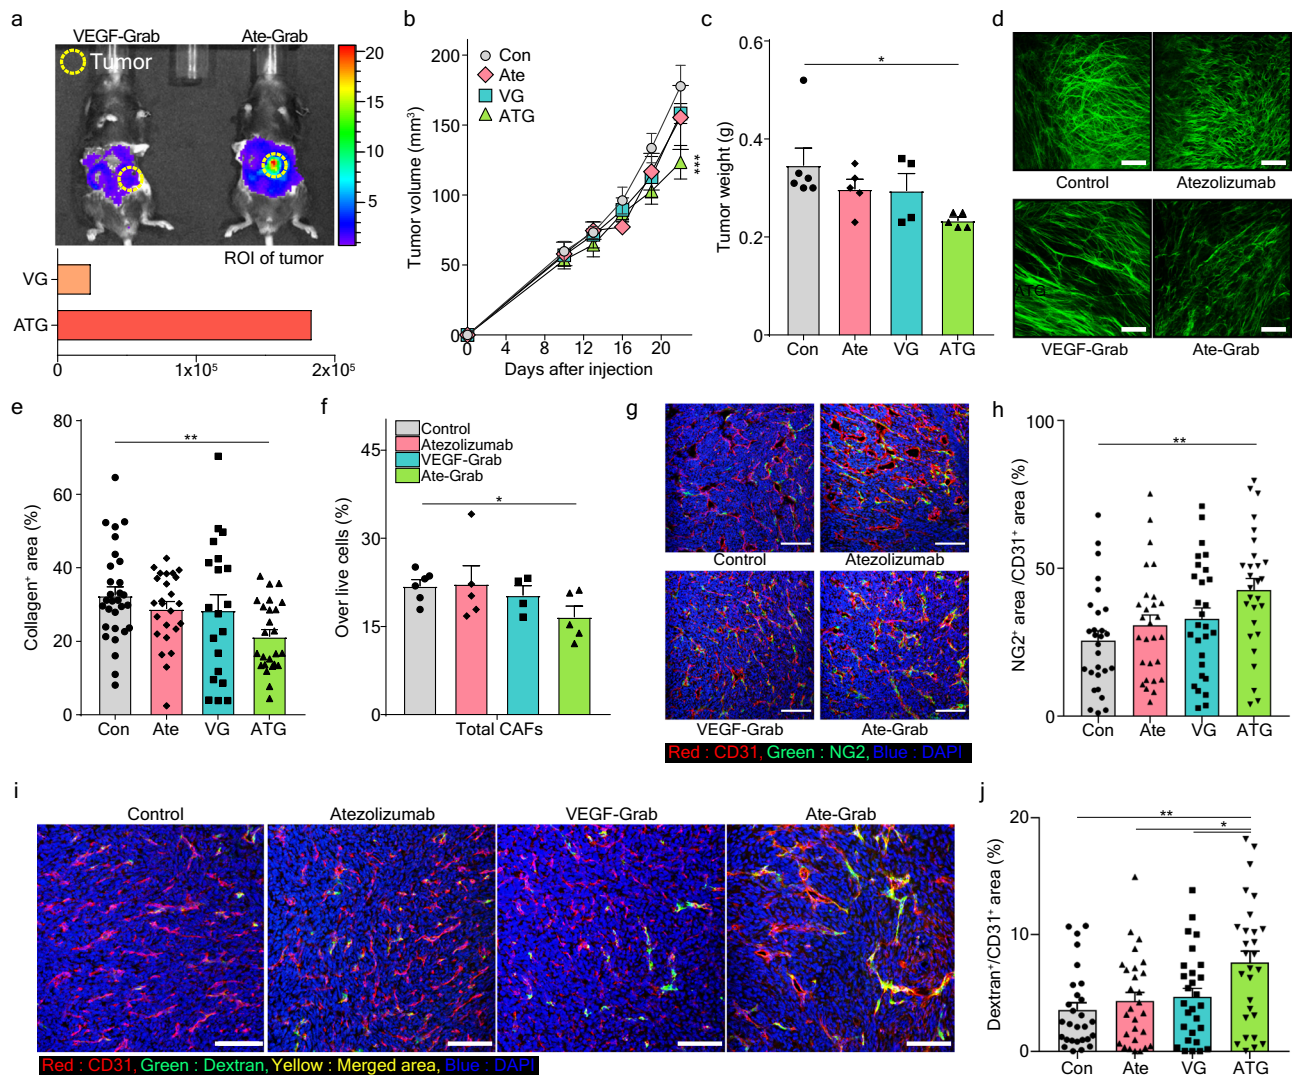 a
VEGF-Grab
Ate-Grab
Tumor
20
15
10
5
ROI of tumor
VG
ATG
0
1x10⁵
2x10⁵
b
Con
Ate
VG
ATG
Tumor volume (mm³)
200
150
100
50
0
0 4 8 12 16 20
Days after injection
***
c
Tumor weight (g)
0.6
0.4
0.2
0
*
Con Ate VG ATG
d
Control
Atezolizumab
ATG
VEGF-Grab
Ate-Grab
e
Collagen⁺ area (%)
80
60
40
20
0
**
Con Ate VG ATG
f
Control
Atezolizumab
VEGF-Grab
Ate-Grab
Over live cells (%)
45
30
15
0
*
Total CAFs
g
Control
Atezolizumab
VEGF-Grab
Ate-Grab
Red : CD31, Green : NG2, Blue : DAPI
h
NG2⁺ area /CD31⁺ area (%)
100
50
0
**
Con Ate VG ATG
i
Control
Atezolizumab
VEGF-Grab
Ate-Grab
Red : CD31, Green : Dextran, Yellow : Merged area, Blue : DAPI
j
Dextran⁺/CD31⁺ area (%)
20
10
0
**
*
Con Ate VG ATG